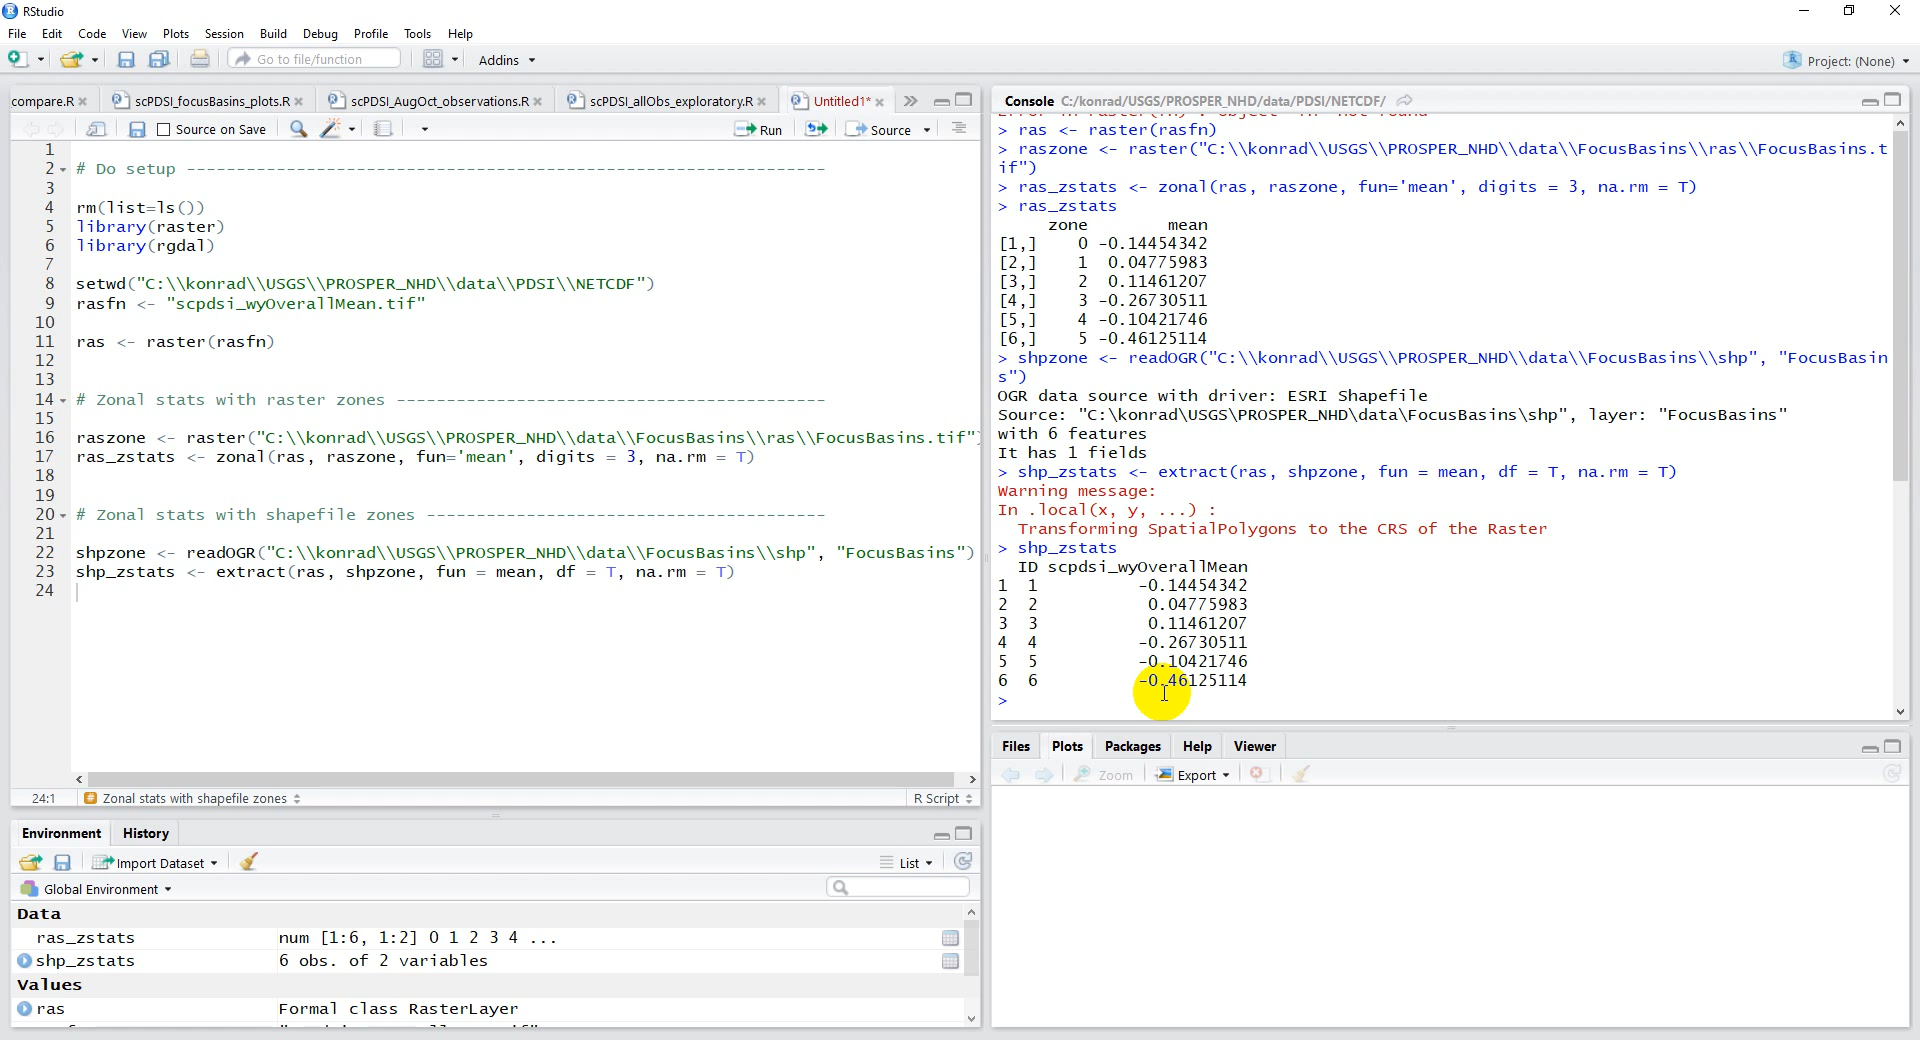 RStudio
File Edit Code View Plots Session Build Debug Profile Tools Help
Go to file/function Addins Project: (None)
compare.R scPDSI_focusBasins_plots.R scPDSI_AugOct_observations.R scPDSI_allObs_exploratory.R Untitled1*
Source on Save Run Source
1
2 # Do setup ----------------------------------------------------------------
3
4 rm(list=ls())
5 library(raster)
6 library(rgdal)
7
8 setwd("C:\\konrad\\USGS\\PROSPER_NHD\\data\\PDSI\\NETCDF")
9 rasfn <- "scpdsi_wyOverallMean.tif"
10
11 ras <- raster(rasfn)
12
13
14 # Zonal stats with raster zones -------------------------------------------
15
16 raszone <- raster("C:\\konrad\\USGS\\PROSPER_NHD\\data\\FocusBasins\\ras\\FocusBasins.tif")
17 ras_zstats <- zonal(ras, raszone, fun='mean', digits = 3, na.rm = T)
18
19
20 # Zonal stats with shapefile zones ----------------------------------------
21
22 shpzone <- readOGR("C:\\konrad\\USGS\\PROSPER_NHD\\data\\FocusBasins\\shp", "FocusBasins")
23 shp_zstats <- extract(ras, shpzone, fun = mean, df = T, na.rm = T)
24
24:1 Zonal stats with shapefile zones R Script
Environment History
Import Dataset List
Global Environment
Data
ras_zstats num [1:6, 1:2] 0 1 2 3 4 ...
shp_zstats 6 obs. of 2 variables
Values
ras Formal class RasterLayer
Console C:/konrad/USGS/PROSPER_NHD/data/PDSI/NETCDF/
> ras <- raster(rasfn)
> raszone <- raster("C:\\konrad\\USGS\\PROSPER_NHD\\data\\FocusBasins\\ras\\FocusBasins.t
if")
> ras_zstats <- zonal(ras, raszone, fun='mean', digits = 3, na.rm = T)
> ras_zstats
zone mean
[1,] 0 -0.14454342
[2,] 1 0.04775983
[3,] 2 0.11461207
[4,] 3 -0.26730511
[5,] 4 -0.10421746
[6,] 5 -0.46125114
> shpzone <- readOGR("C:\\konrad\\USGS\\PROSPER_NHD\\data\\FocusBasins\\shp", "FocusBasin
s")
OGR data source with driver: ESRI Shapefile
Source: "C:\konrad\USGS\PROSPER_NHD\data\FocusBasins\shp", layer: "FocusBasins"
with 6 features
It has 1 fields
> shp_zstats <- extract(ras, shpzone, fun = mean, df = T, na.rm = T)
Warning message:
In .local(x, y, ...) :
Transforming SpatialPolygons to the CRS of the Raster
> shp_zstats
ID scpdsi_wyOverallMean
1 1 -0.14454342
2 2 0.04775983
3 3 0.11461207
4 4 -0.26730511
5 5 -0.10421746
6 6 -0.46125114
>
Files Plots Packages Help Viewer
Zoom Export